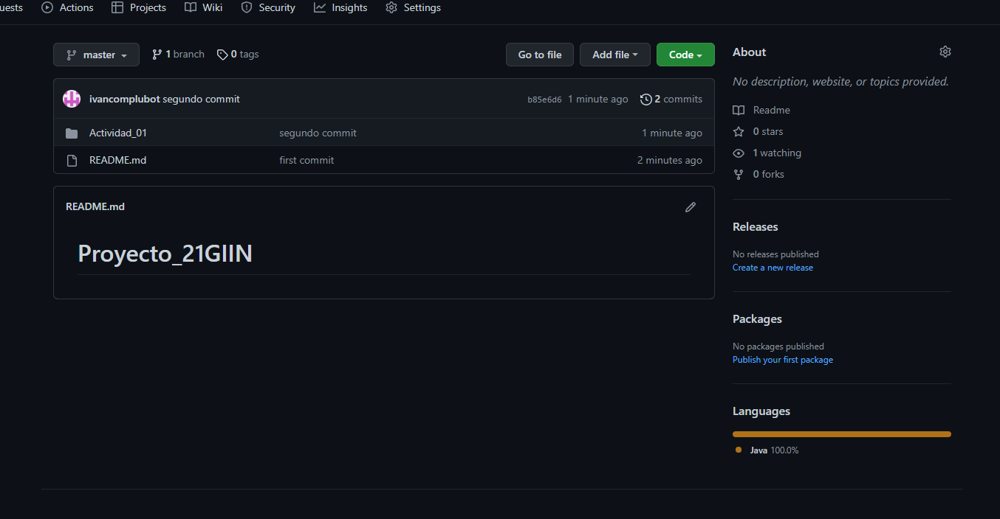 uests Actions Projects Wiki Security Insights Settings
master 1 branch 0 tags Go to file Add file Code
ivancomplubot segundo commit b85e6d6 1 minute ago 2 commits
Actividad_01 segundo commit 1 minute ago
README.md first commit 2 minutes ago
README.md
Proyecto_21GIIN
About
No description, website, or topics provided.
Readme
0 stars
1 watching
0 forks
Releases
No releases published
Create a new release
Packages
No packages published
Publish your first package
Languages
Java 100.0%